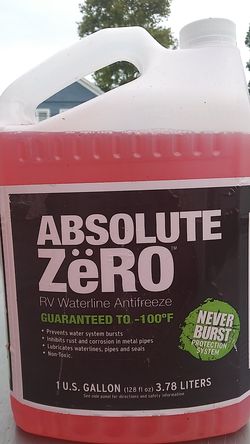 ABSOLUTE
ZëRO™
RV Waterline Antifreeze
GUARANTEED TO -100°F
• Prevents water system bursts
• Inhibits rust and corrosion in metal pipes
• Lubricates waterlines, pipes and seals
• Non-Toxic.
NEVER
BURST
PROTECTION
SYSTEM
1 U.S. GALLON (128 fl oz) 3.78 LITERS
See side panel for directions and safety information